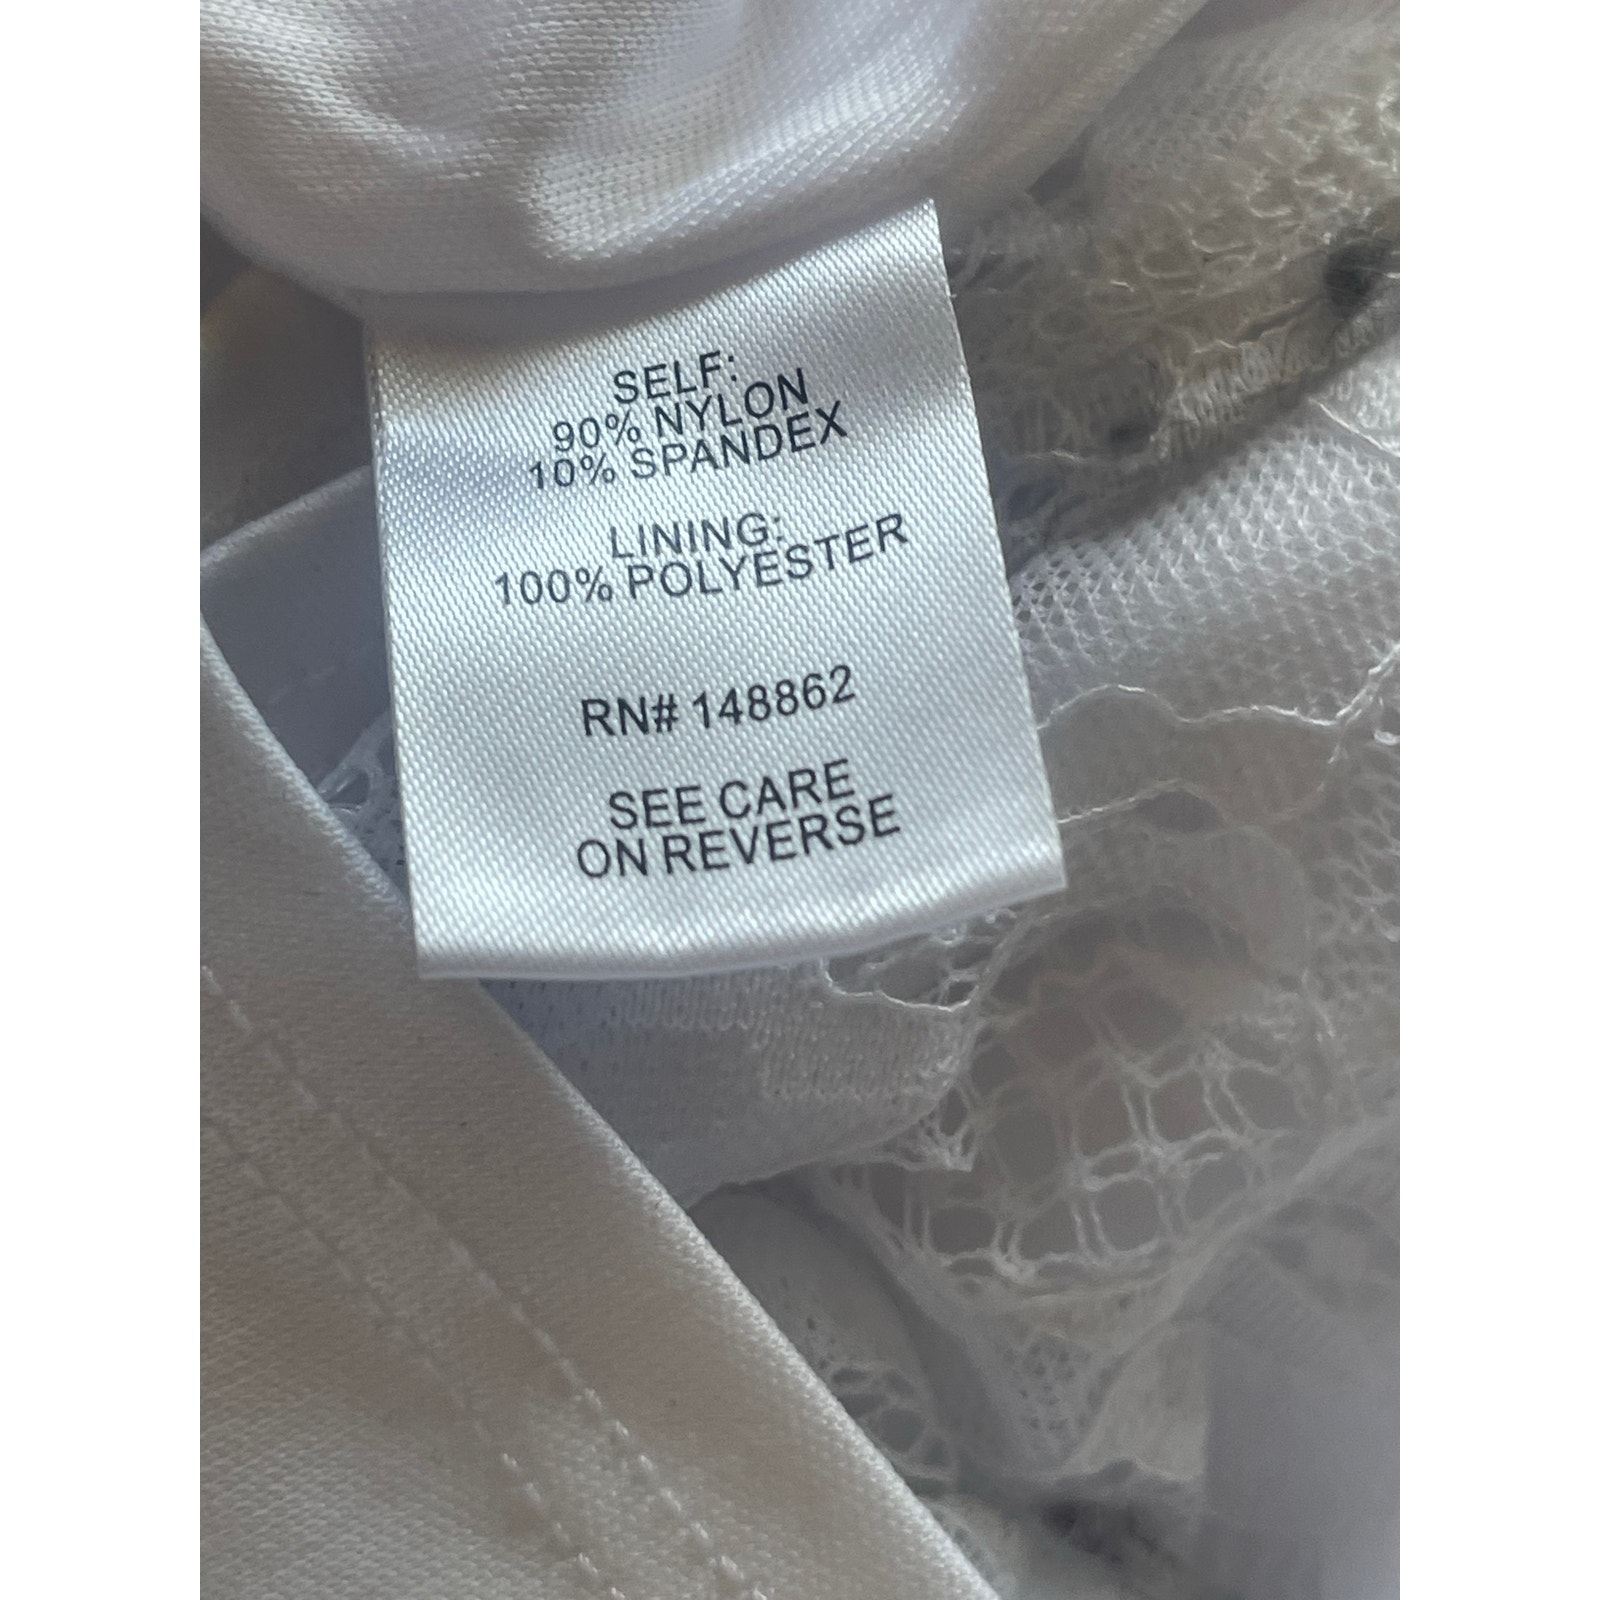 SELF:
90% NYLON
10% SPANDEX
LINING:
100% POLYESTER
RN# 148862
SEE CARE
ON REVERSE